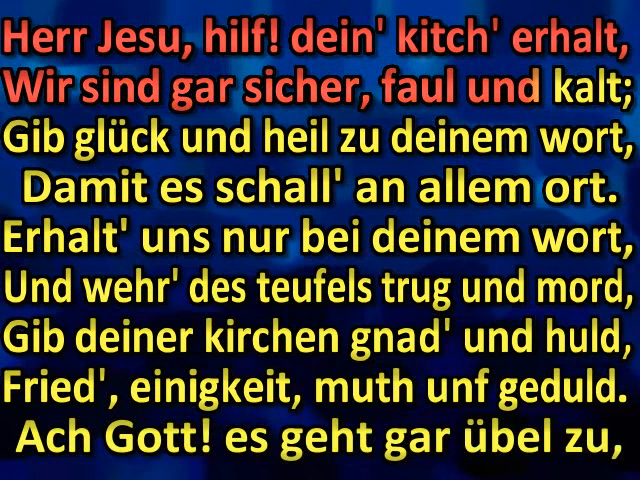 Herr Jesu, hilf! dein' kitch' erhalt,
Wir sind gar sicher, faul und kalt;
Gib glück und heil zu deinem wort,
Damit es schall' an allem ort.
Erhalt' uns nur bei deinem wort,
Und wehr' des teufels trug und mord,
Gib deiner kirchen gnad' und huld,
Fried', einigkeit, muth unf geduld.
Ach Gott! es geht gar übel zu,